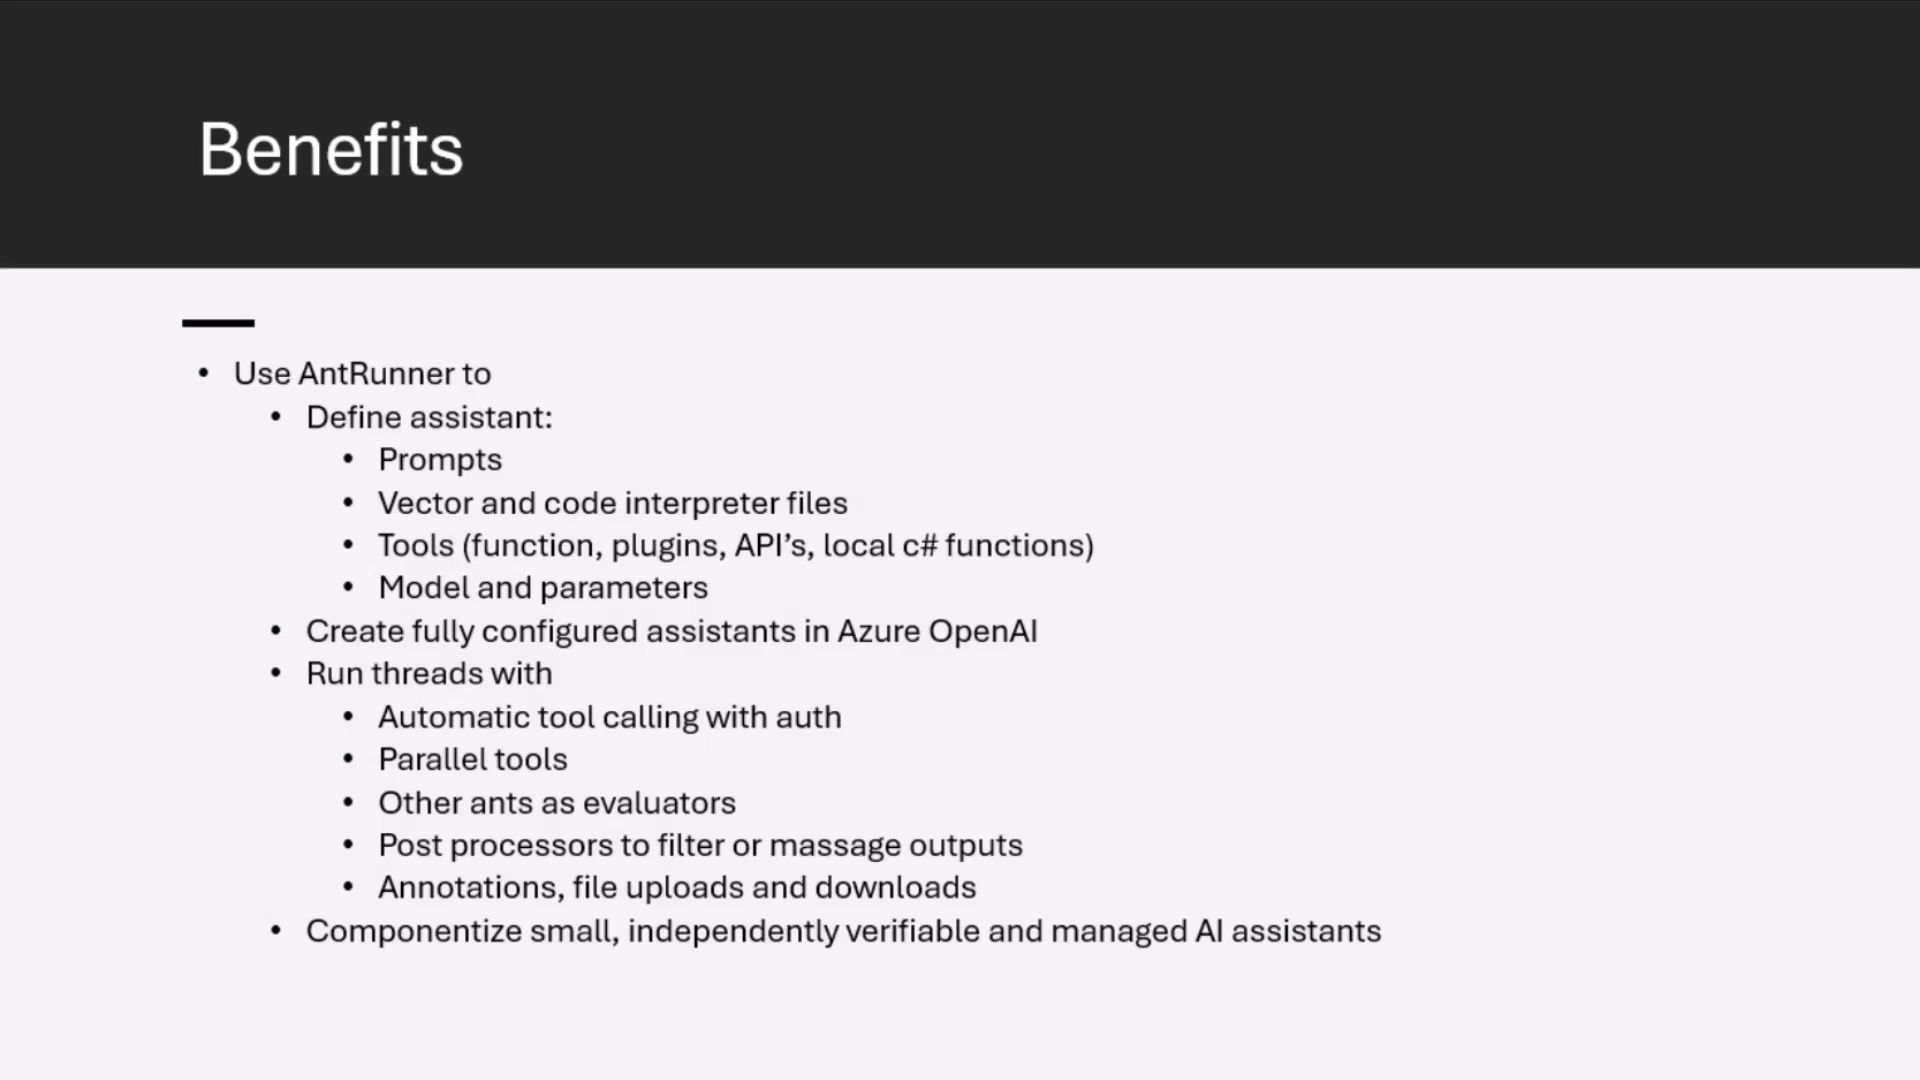 Benefits
• Use AntRunner to
• Define assistant:
• Prompts
• Vector and code interpreter files
• Tools (function, plugins, API’s, local c# functions)
• Model and parameters
• Create fully configured assistants in Azure OpenAI
• Run threads with
• Automatic tool calling with auth
• Parallel tools
• Other ants as evaluators
• Post processors to filter or massage outputs
• Annotations, file uploads and downloads
• Componentize small, independently verifiable and managed AI assistants